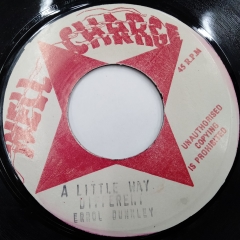 WELL
CHARGE
45 R.P.M
UNAUTHORISED
COPYING
IS PROHIBITED
A LITTLE WAY
DIFFERENT
ERROL DUNKLEY